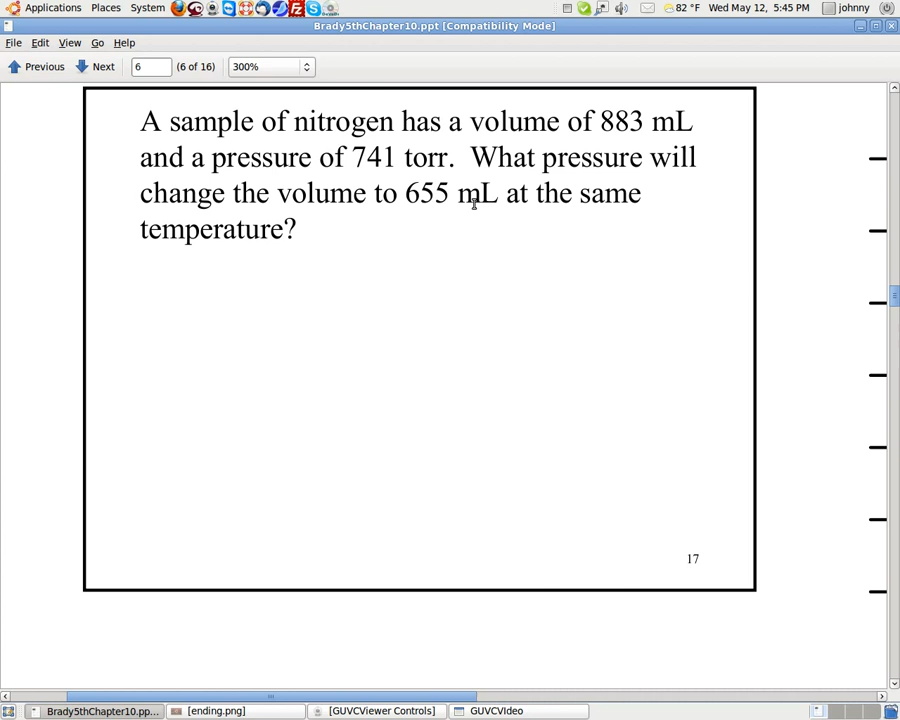 Applications Places System 82 °F Wed May 12, 5:45 PM johnny
Brady5thChapter10.ppt [Compatibility Mode]
File Edit View Go Help
Previous Next 6 (6 of 16) 300%
A sample of nitrogen has a volume of 883 mL
and a pressure of 741 torr. What pressure will
change the volume to 655 mL at the same
temperature?
17
Brady5thChapter10.pp... [ending.png] [GUVCViewer Controls] GUVCVIdeo